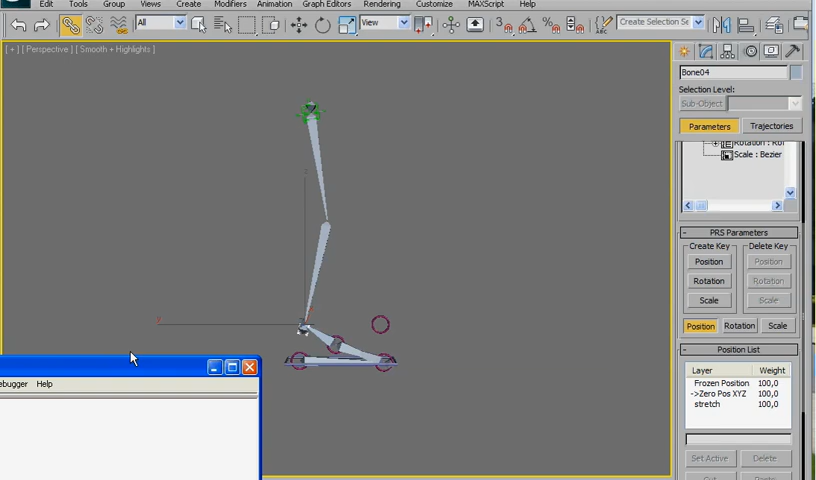 Edit Tools Group Views Create Modifiers Animation Graph Editors Rendering Customize MAXScript Help
All View 3 Create Selection Se
[ + ] [ Perspective ] [ Smooth + Highlights ]
Bone04
Selection Level:
Sub-Object
Parameters Trajectories
Rotation : Rot
Scale : Bezier
- PRS Parameters
Create Key Delete Key
Position Position
Rotation Rotation
Scale Scale
Position Rotation Scale
- Position List
Layer Weight
Frozen Position 100,0
->Zero Pos XYZ 100,0
stretch 100,0
Set Active Delete
Cut Paste
ebugger Help